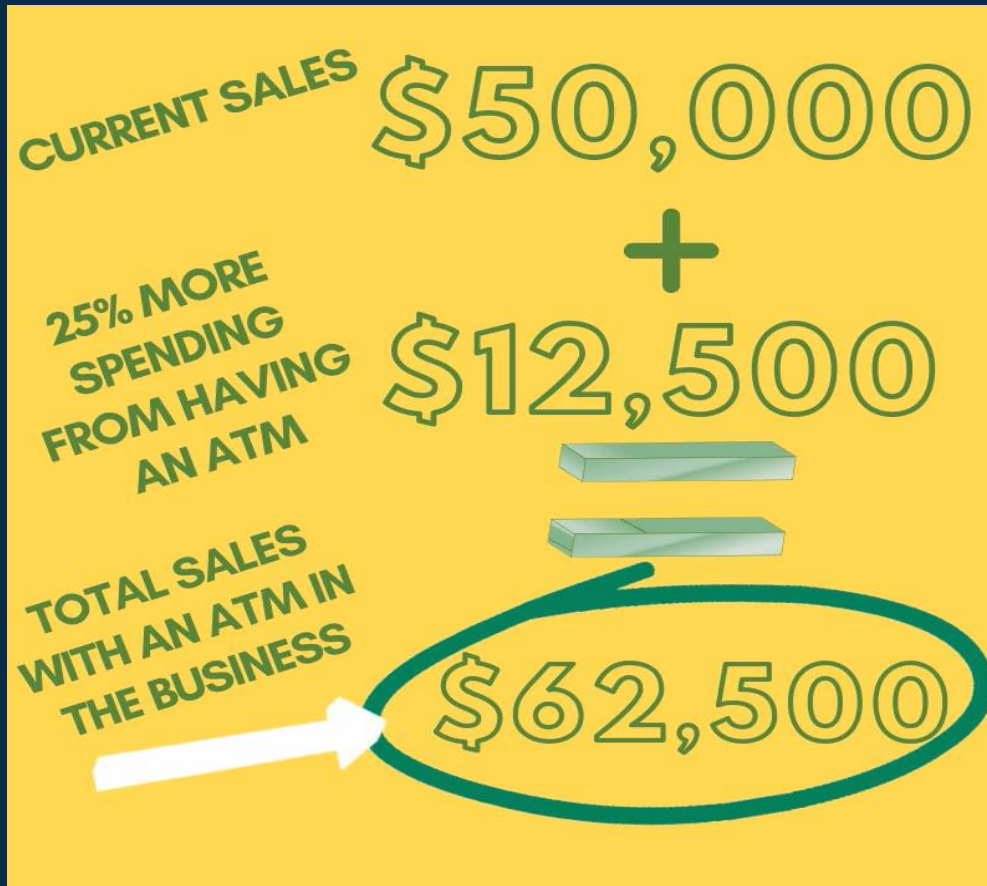 CURRENT SALES
$50,000
+
25% MORE
SPENDING
FROM HAVING
AN ATM
$12,500
=
TOTAL SALES
WITH AN ATM IN
THE BUSINESS
$62,500